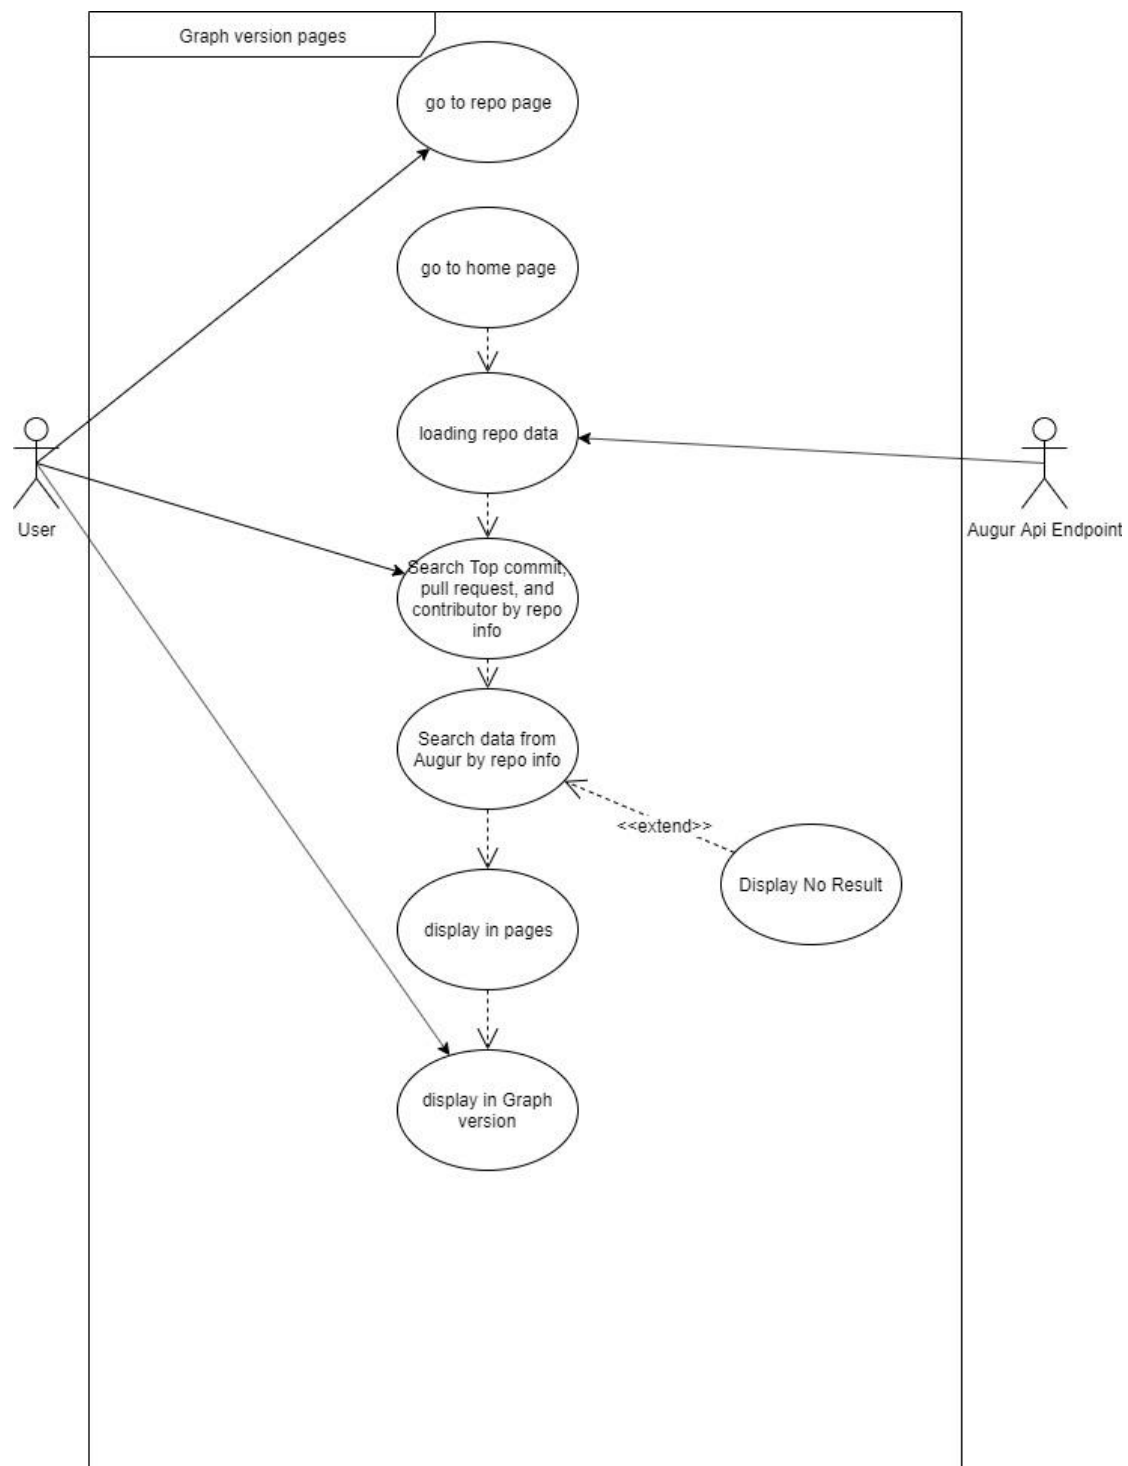 Graph version pages
go to repo page
go to home page
loading repo data
User
Augur Api Endpoint
Search Top commit,
pull request, and
contributor by repo
info
Search data from
Augur by repo info
<<extend>>
Display No Result
display in pages
display in Graph
version